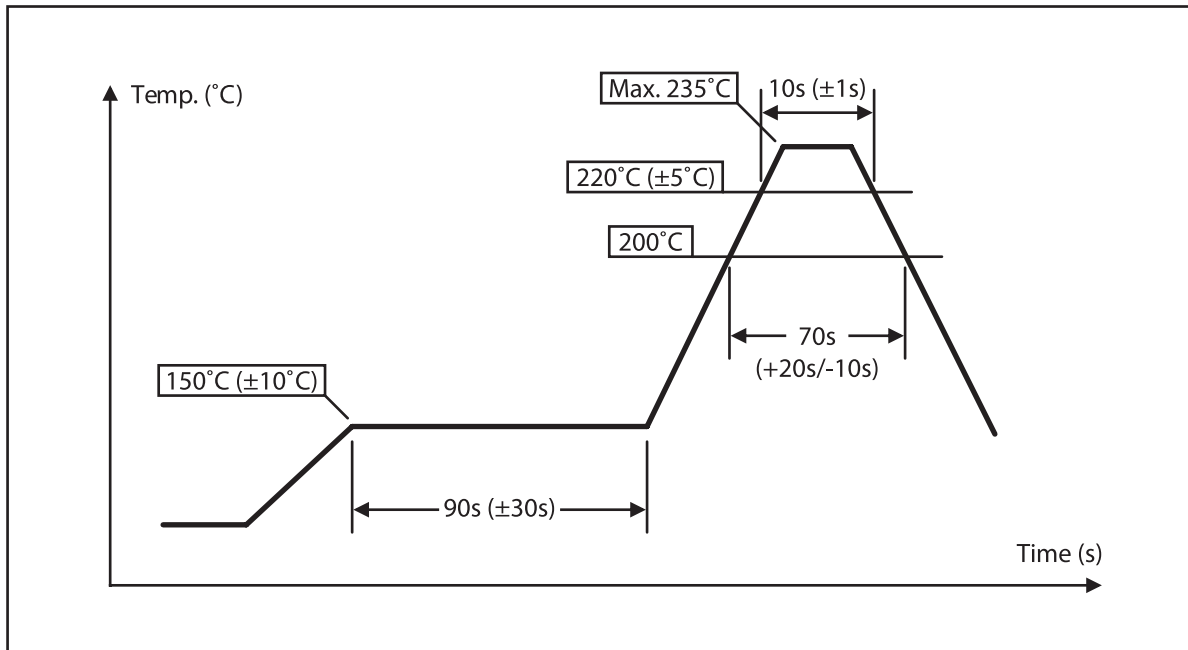 Temp. (˚C)
Max. 235˚C
10s (±1s)
220˚C (±5˚C)
200˚C
70s
(+20s/-10s)
150˚C (±10˚C)
90s (±30s)
Time (s)